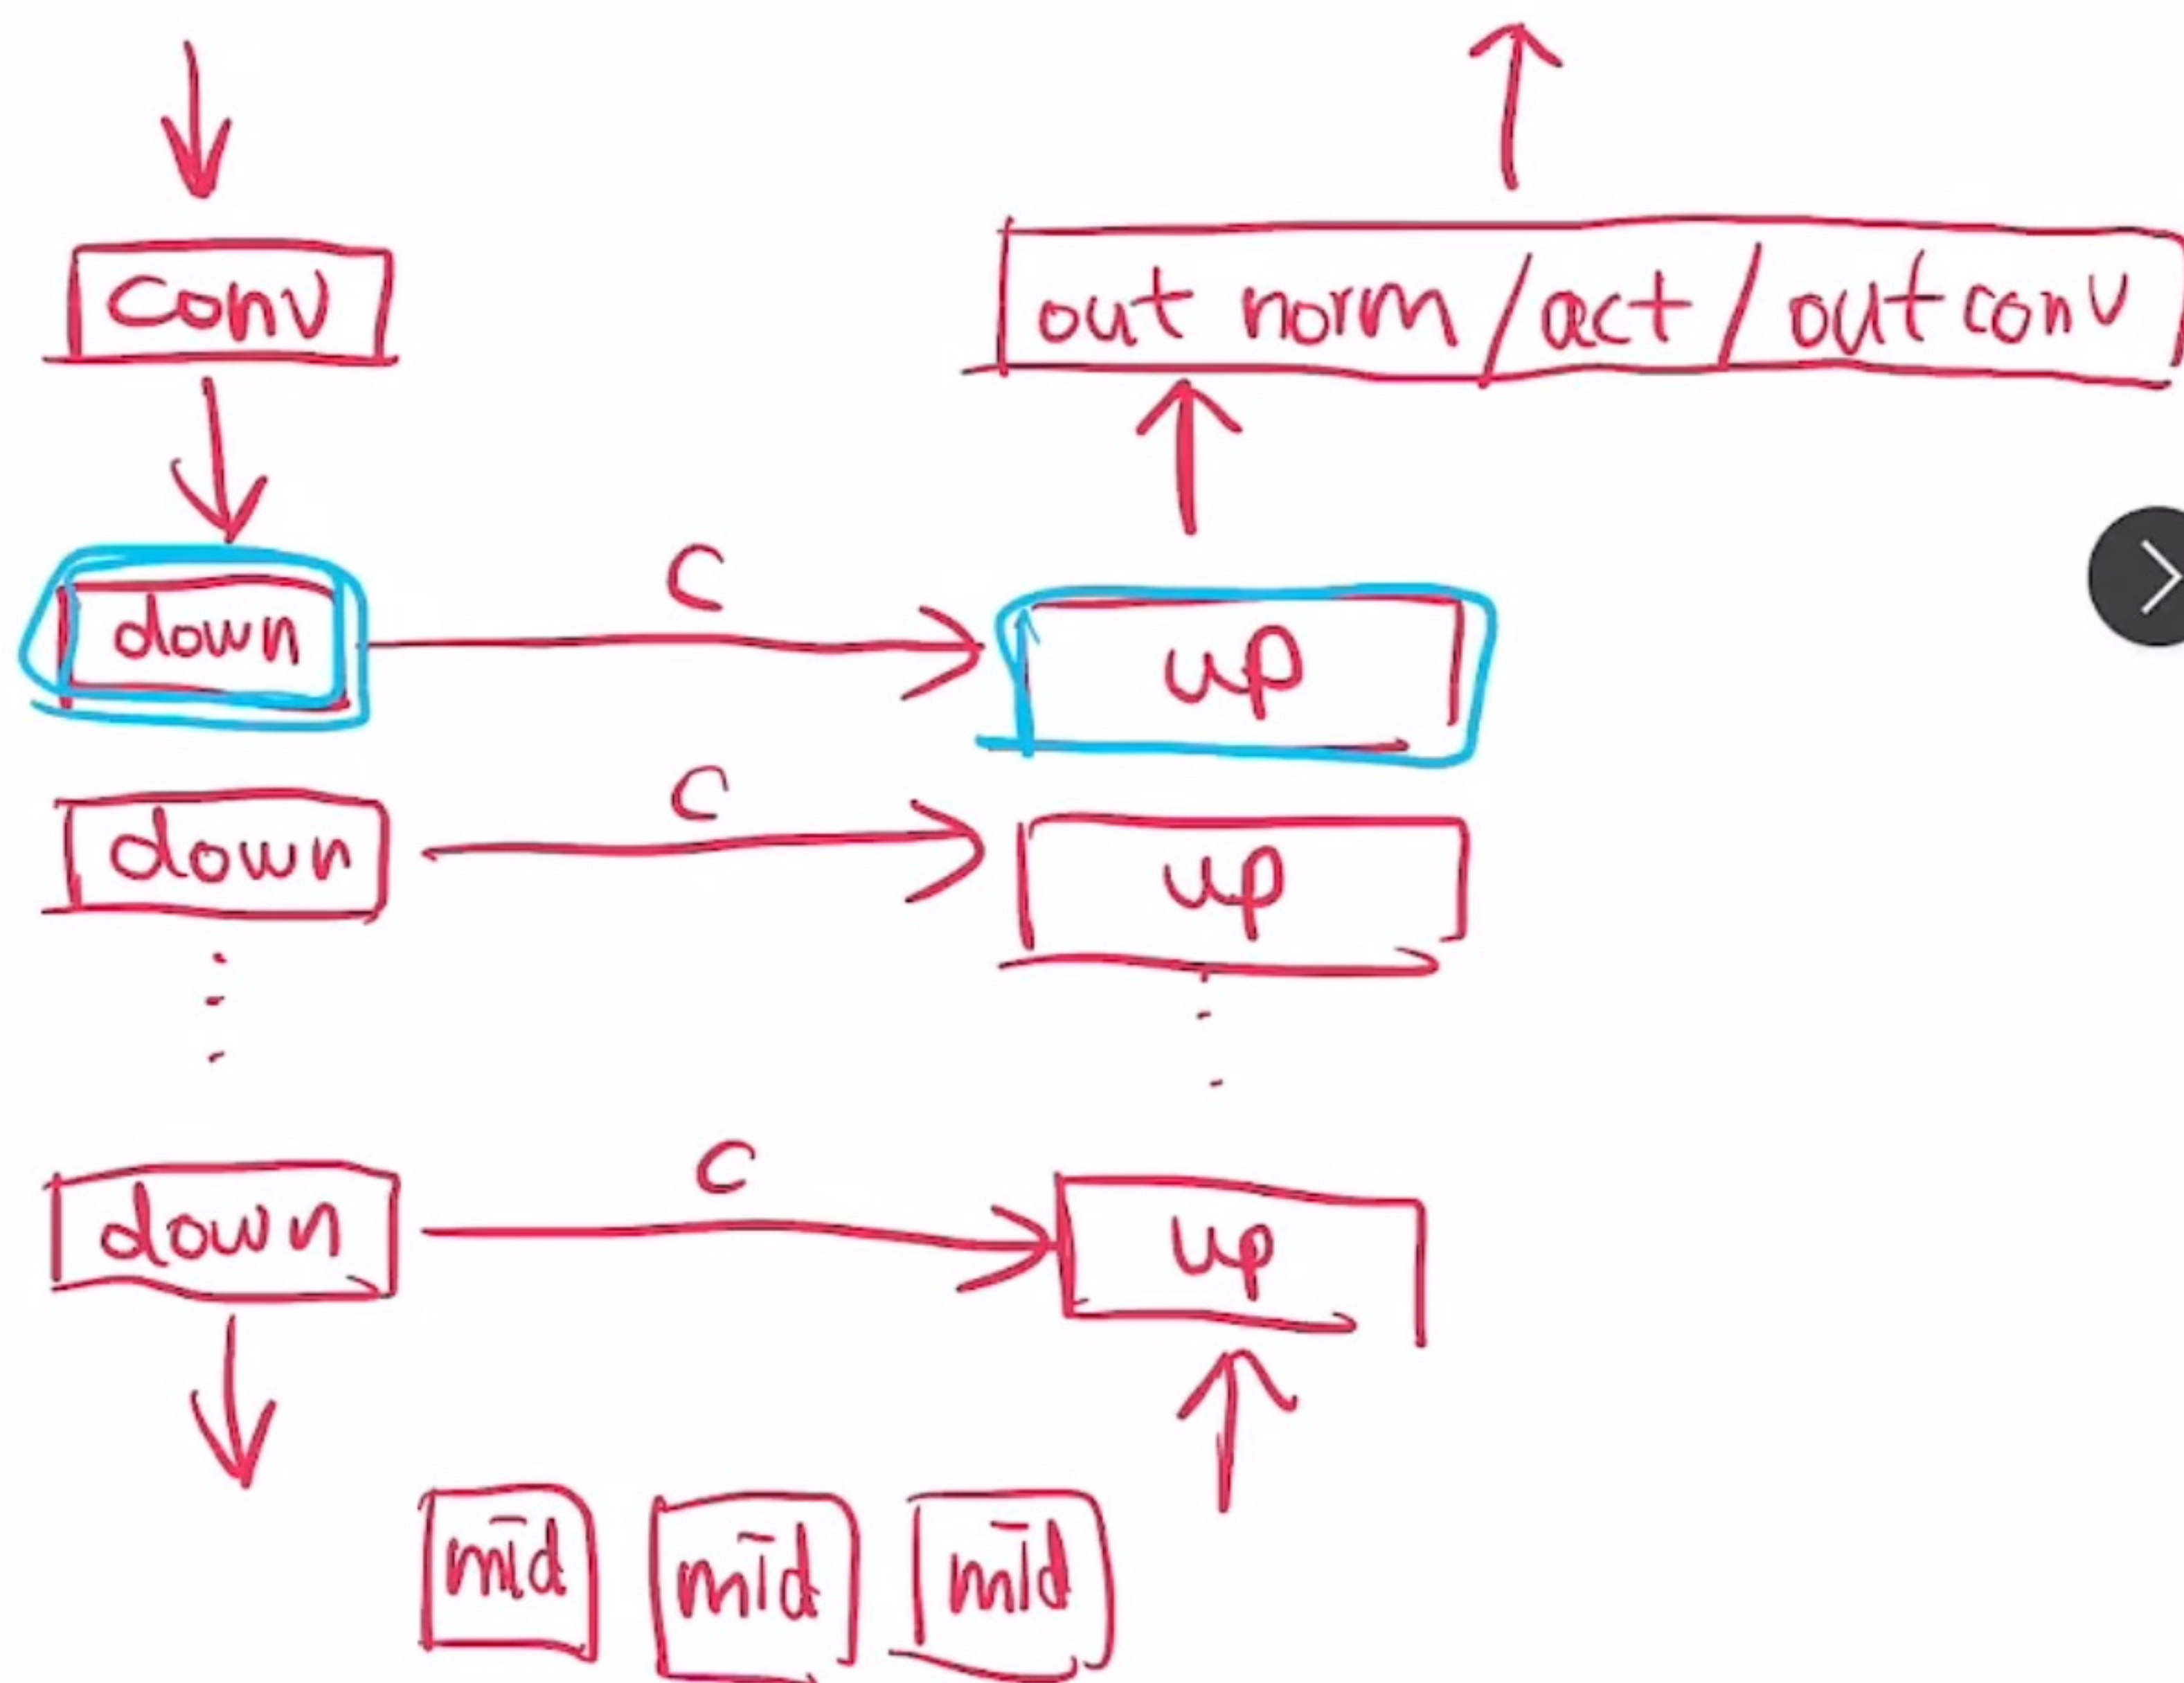 conv
out norm / act / out conv
down
C
up
down
C
up
down
C
up
mid
mid
mid